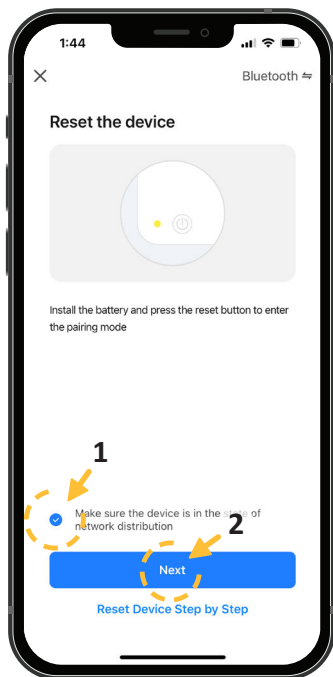 1:44
Bluetooth
Reset the device
Install the battery and press the reset button to enter
the pairing mode
1
Make sure the device is in the state of
network distribution
2
Next
Reset Device Step by Step